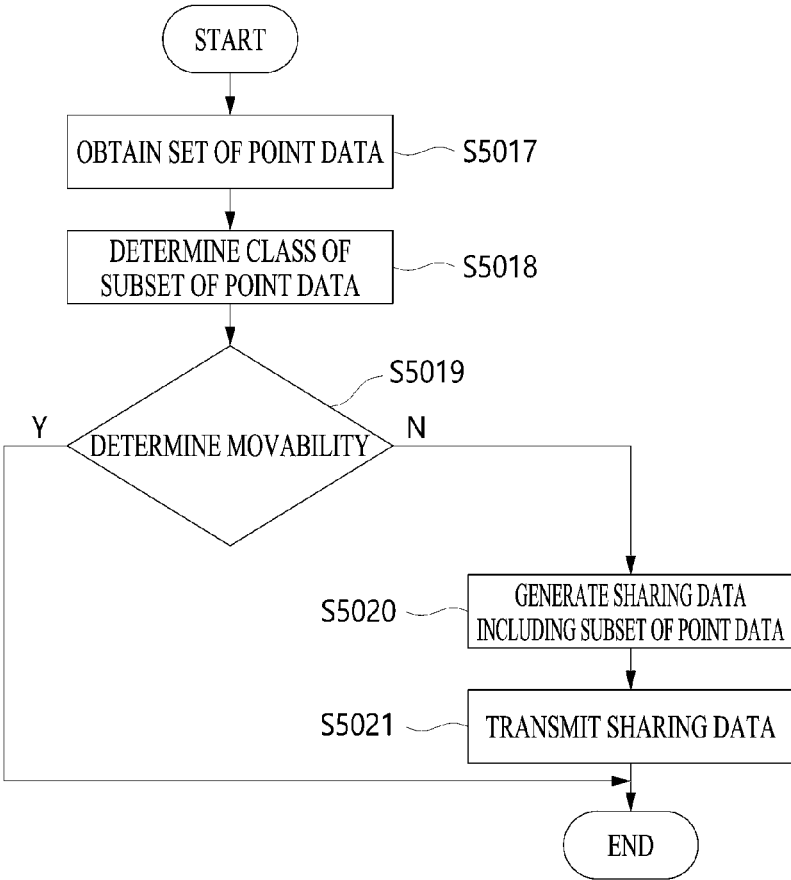 START
OBTAIN SET OF POINT DATA
S5017
DETERMINE CLASS OF
SUBSET OF POINT DATA
S5018
S5019
Y
DETERMINE MOVABILITY
N
S5020
GENERATE SHARING DATA
INCLUDING SUBSET OF POINT DATA
S5021
TRANSMIT SHARING DATA
END